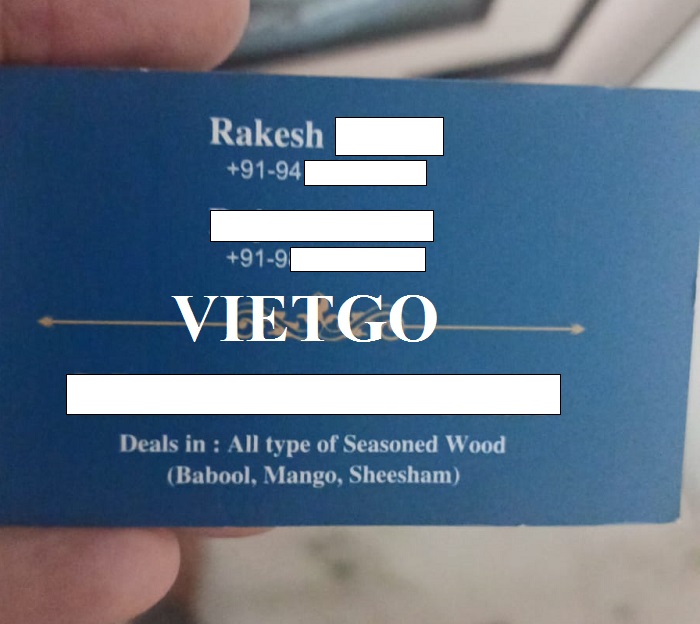 Rakesh
+91-94
+91-9
VIETGO
Deals in : All type of Seasoned Wood
(Babool, Mango, Sheesham)